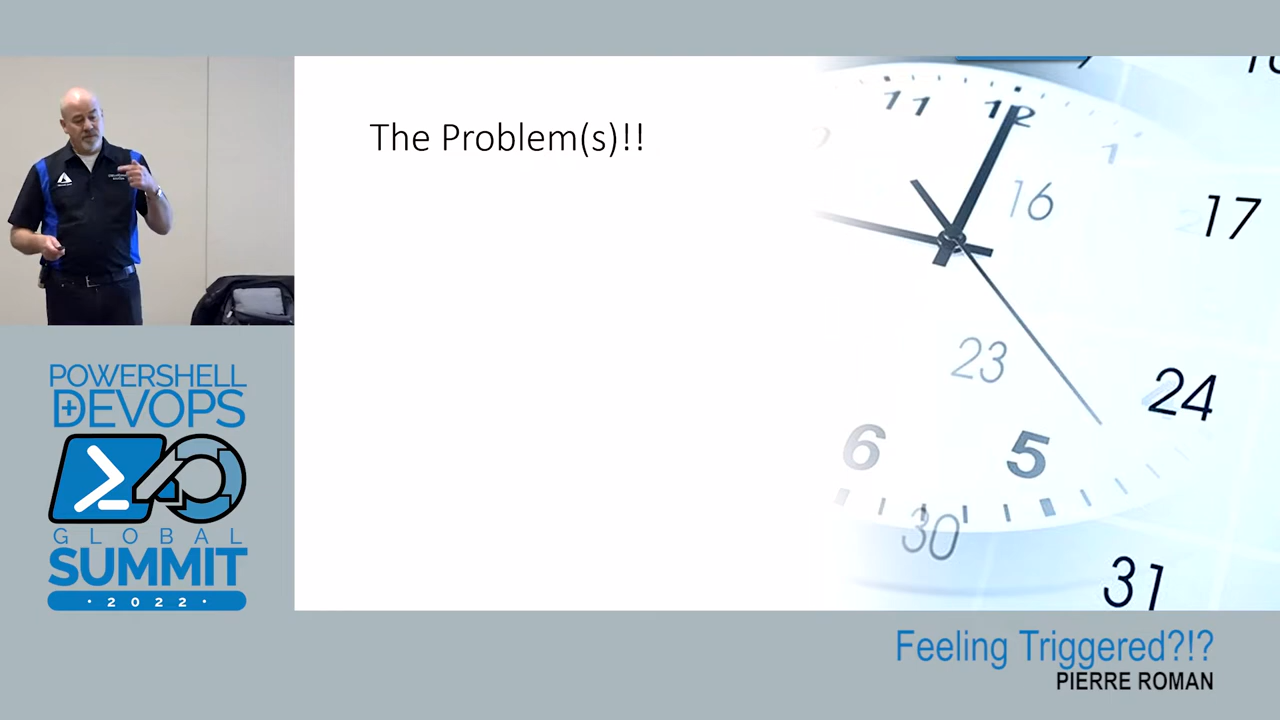 The Problem(s)!!
11
12
1
16
17
23
24
6
5
30
31
POWERSHELL
+DEVOPS
GLOBAL
SUMMIT
· 2022 ·
Feeling Triggered?!?
PIERRE ROMAN